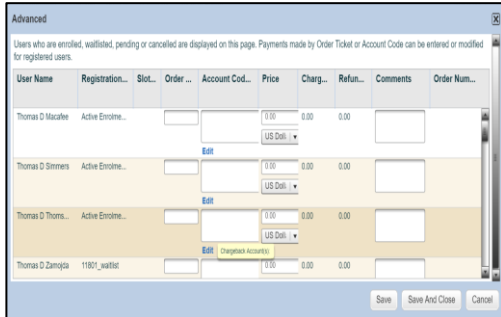 Advanced
Users who are enrolled, waitlisted, pending or cancelled are displayed on this page. Payments made by Order Ticket or Account Code can be entered or modified
for registered users.
User Name Registration... Slot... Order ... Account Cod... Price Charg... Refun... Comments Order Num...
Thomas D Macafee Active Enrolme... 0.00 0.00 0.00
US Doll
Edit
Thomas D Simmers Active Enrolme... 0.00 0.00 0.00
US Doll
Edit
Thomas D Thoms... Active Enrolme... 0.00 0.00 0.00
US Doll
Edit Chargeback Account(s)
Thomas D Zamojda 11801_waitlist 0.00 0.00 0.00
Save Save And Close Cancel